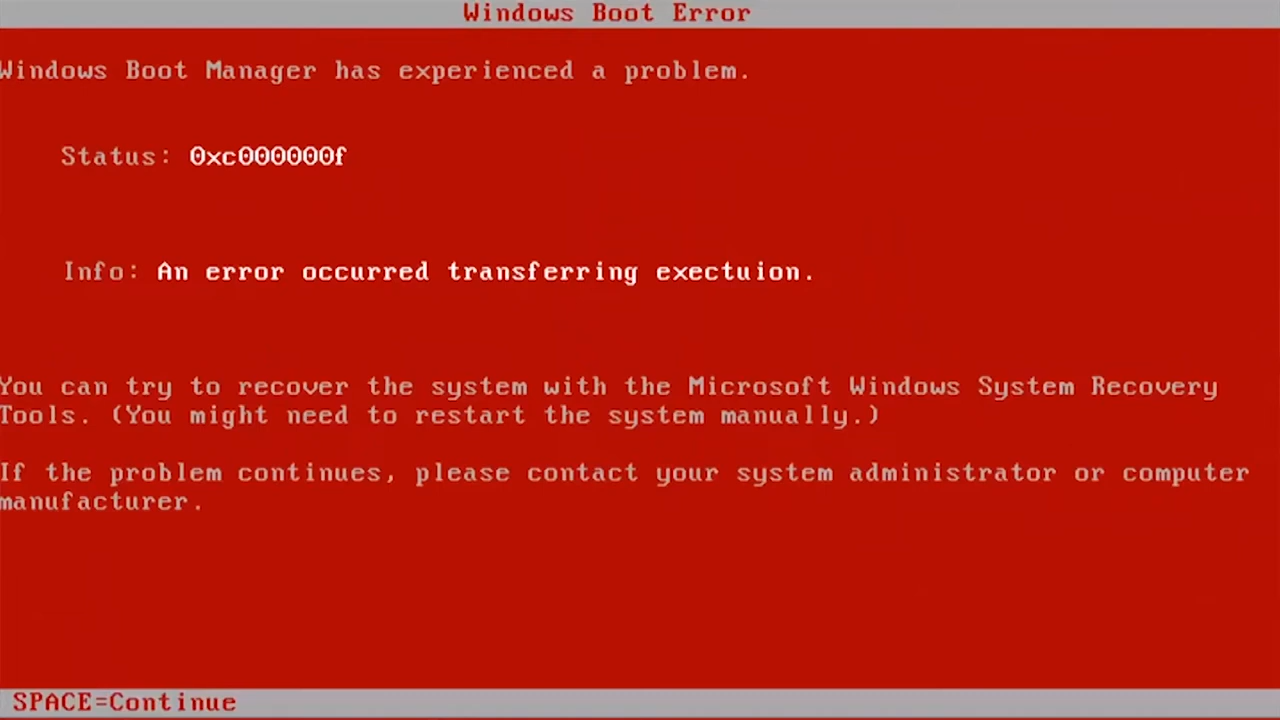 Windows Boot Error
Windows Boot Manager has experienced a problem.
Status: 0xc000000f
Info: An error occurred transferring exectuion.
You can try to recover the system with the Microsoft Windows System Recovery
Tools. (You might need to restart the system manually.)
If the problem continues, please contact your system administrator or computer
manufacturer.
SPACE=Continue